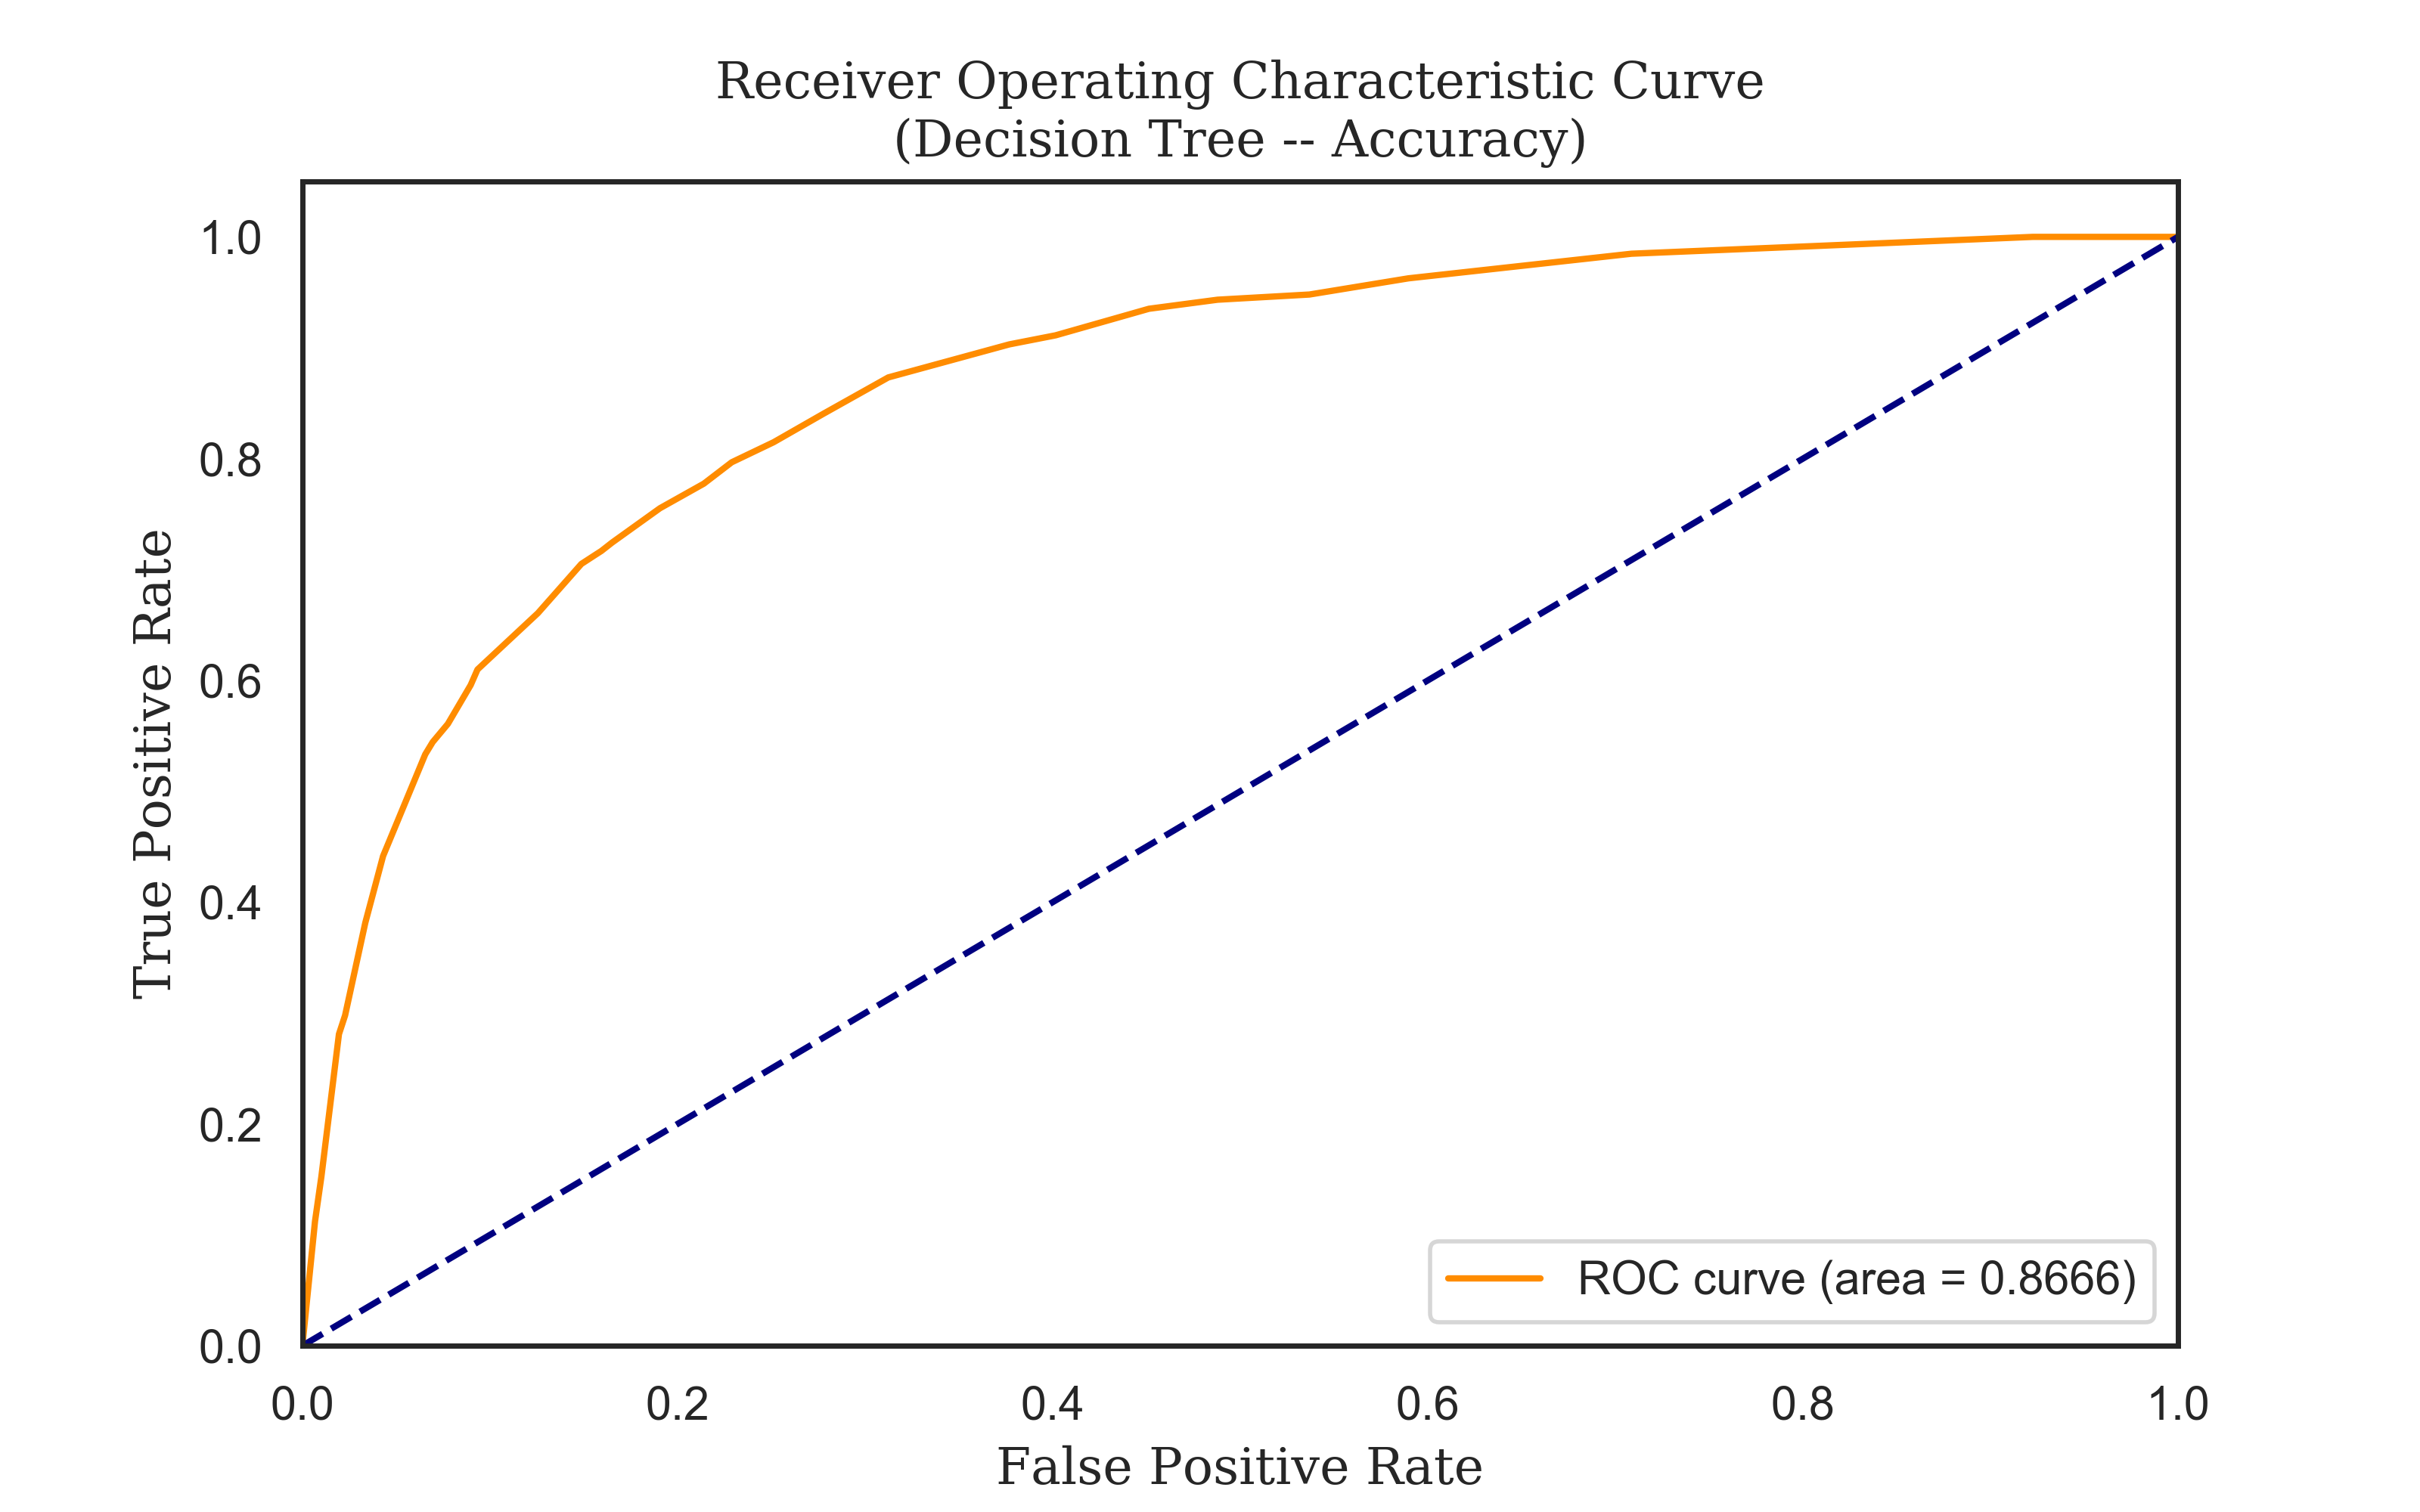 Receiver Operating Characteristic Curve
(Decision Tree -- Accuracy)
True Positive Rate
1.0
0.8
0.6
0.4
0.2
0.0
ROC curve (area = 0.8666)
0.0 0.2 0.4 0.6 0.8 1.0
False Positive Rate